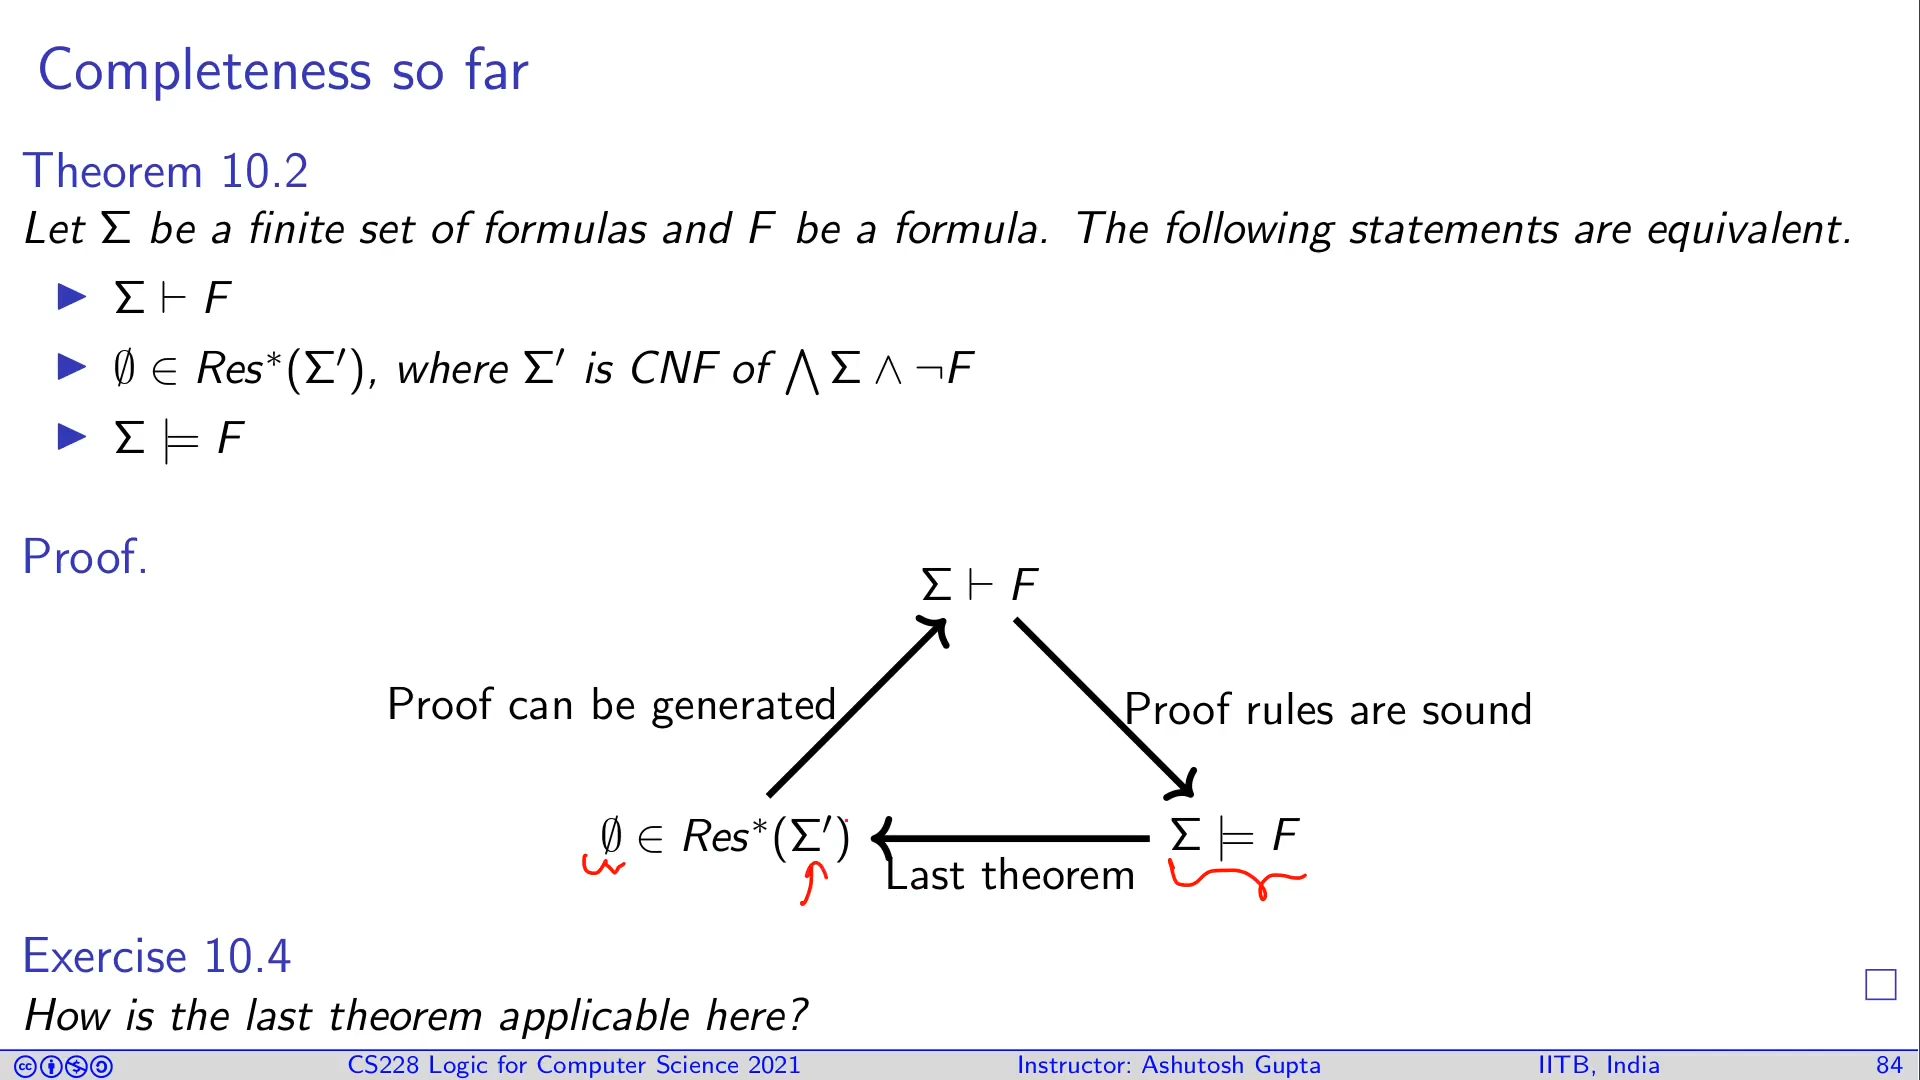 Completeness so far
Theorem 10.2
Let Σ be a finite set of formulas and F be a formula. The following statements are equivalent.
▶ Σ ⊢ F
▶ ∅ ∈ Res*(Σ′), where Σ′ is CNF of ⋀ Σ ∧ ¬F
▶ Σ ⊨ F
Proof.
Σ ⊢ F
Proof can be generated
Proof rules are sound
∅ ∈ Res*(Σ′)
Σ ⊨ F
Last theorem
Exercise 10.4
How is the last theorem applicable here?
CS228 Logic for Computer Science 2021 Instructor: Ashutosh Gupta IITB, India 84